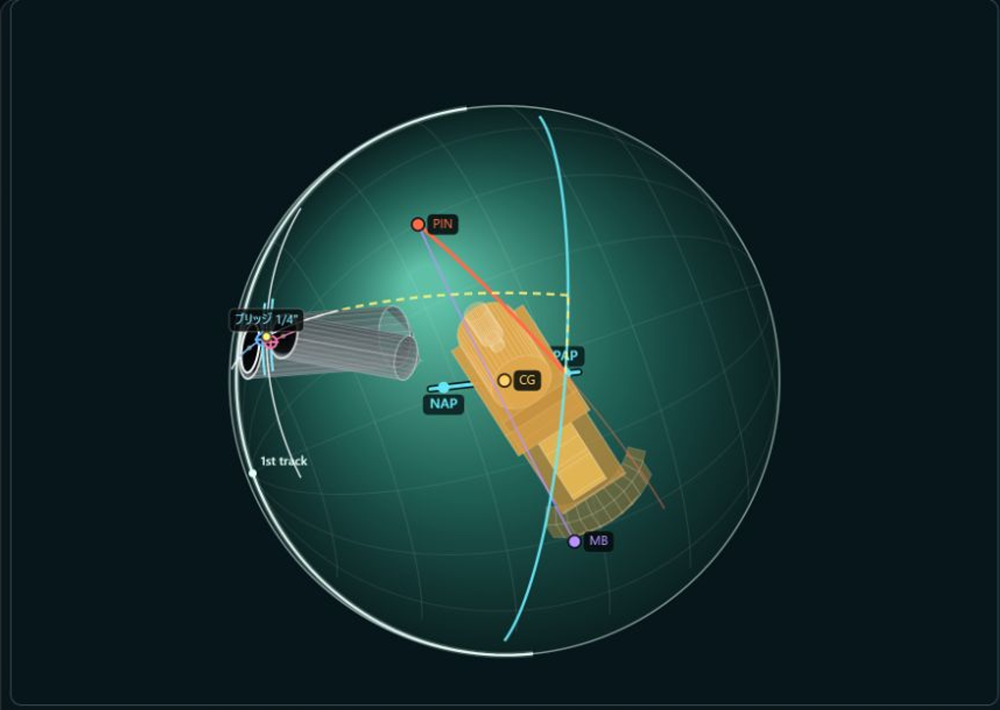 PIN
ブリッジ 1/4"
PAP
CG
NAP
1st track
MB